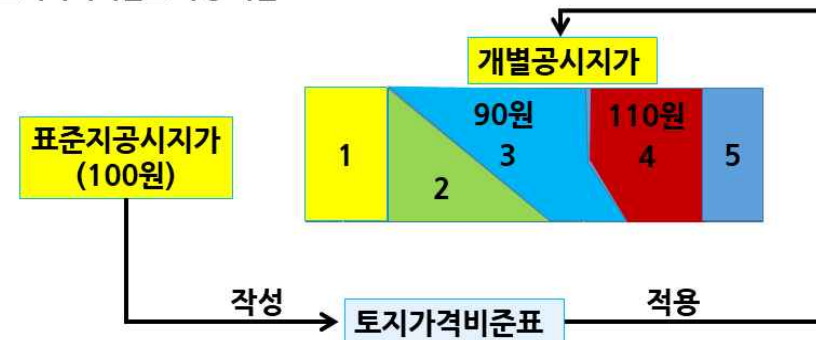 개별공시지가
표준지공시지가
(100원)
1
2
90원
3
110원
4
5
작성
토지가격비준표
적용